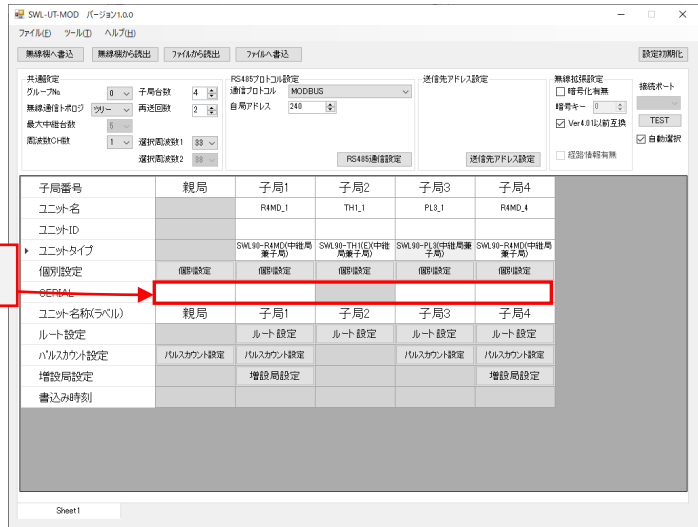 SWL-UT-MOD バージョン1.0.0
ファイル(F) ツール(T) ヘルプ(H)
無線機へ書込 無線機から読出 ファイルから読出 ファイルへ書込 設定初期化
共通設定 RS485プロトコル設定 送信先アドレス設定 無線拡張設定
グループNo 0 子局台数 4 通信プロトコル MODBUS 暗号化有無 接続ポート
無線通信トポロジ ツリー 再送回数 2 自局アドレス 240 暗号キー 0
最大中継台数 5 Ver4.01以前互換 TEST
周波数CH数 1 選択周波数1 33 自動選択
選択周波数2 38 RS485通信設定 送信先アドレス設定 経路情報有無
子局番号 親局 子局1 子局2 子局3 子局4
ユニット名 R4MD_1 TH1_1 PL3_1 R4MD_4
ユニットID
ユニットタイプ SWL90-R4MD(中継局兼子局) SWL90-TH1(EX)(中継局兼子局) SWL90-PL3(中継局兼子局) SWL90-R4MD(中継局兼子局)
個別設定 個別設定 個別設定 個別設定 個別設定 個別設定
SERIAL
ユニット名称(ラベル) 親局 子局1 子局2 子局3 子局4
ルート設定 ルート設定 ルート設定 ルート設定 ルート設定
パルスカウント設定 パルスカウント設定 パルスカウント設定 パルスカウント設定 パルスカウント設定
増設局設定 増設局設定 増設局設定
書込み時刻
Sheet1